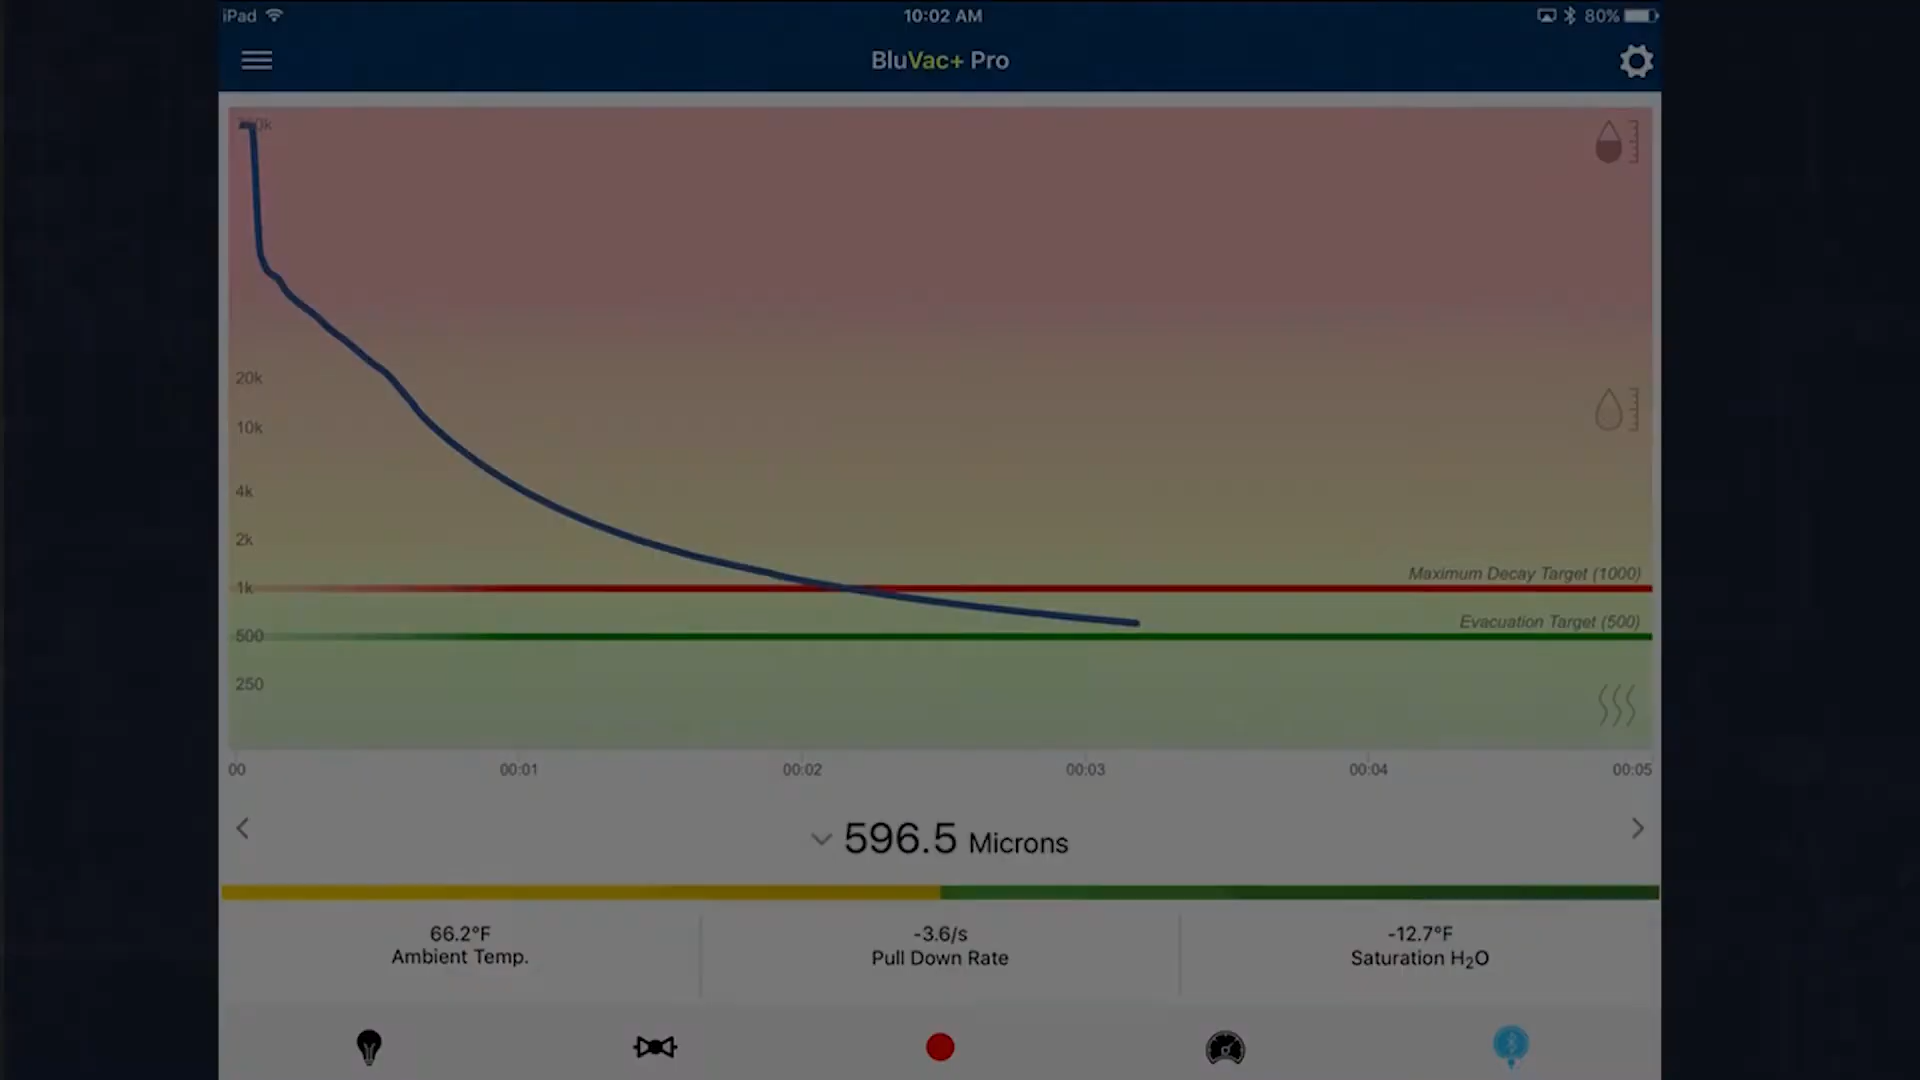 iPad
10:02 AM
80%
BluVac+ Pro
20k
10k
4k
2k
1k
500
250
Maximum Decay Target (1000)
Evacuation Target (500)
00
00:01
00:02
00:03
00:04
00:05
596.5 Microns
66.2°F
Ambient Temp.
-3.6/s
Pull Down Rate
-12.7°F
Saturation H₂O